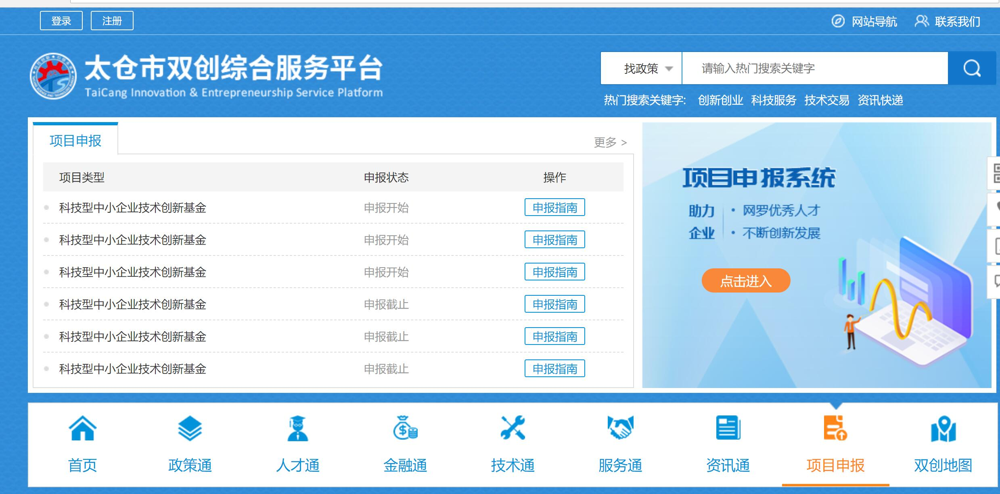 登录 注册 网站导航 联系我们
太仓市双创综合服务平台
TaiCang Innovation & Entrepreneurship Service Platform
找政策 请输入热门搜索关键字
热门搜索关键字: 创新创业 科技服务 技术交易 资讯快递
项目申报 更多 >
项目类型 申报状态 操作
科技型中小企业技术创新基金 申报开始 申报指南
科技型中小企业技术创新基金 申报开始 申报指南
科技型中小企业技术创新基金 申报开始 申报指南
科技型中小企业技术创新基金 申报截止 申报指南
科技型中小企业技术创新基金 申报截止 申报指南
科技型中小企业技术创新基金 申报截止 申报指南
项目申报系统
助力 • 网罗优秀人才
企业 • 不断创新发展
点击进入
首页 政策通 人才通 金融通 技术通 服务通 资讯通 项目申报 双创地图